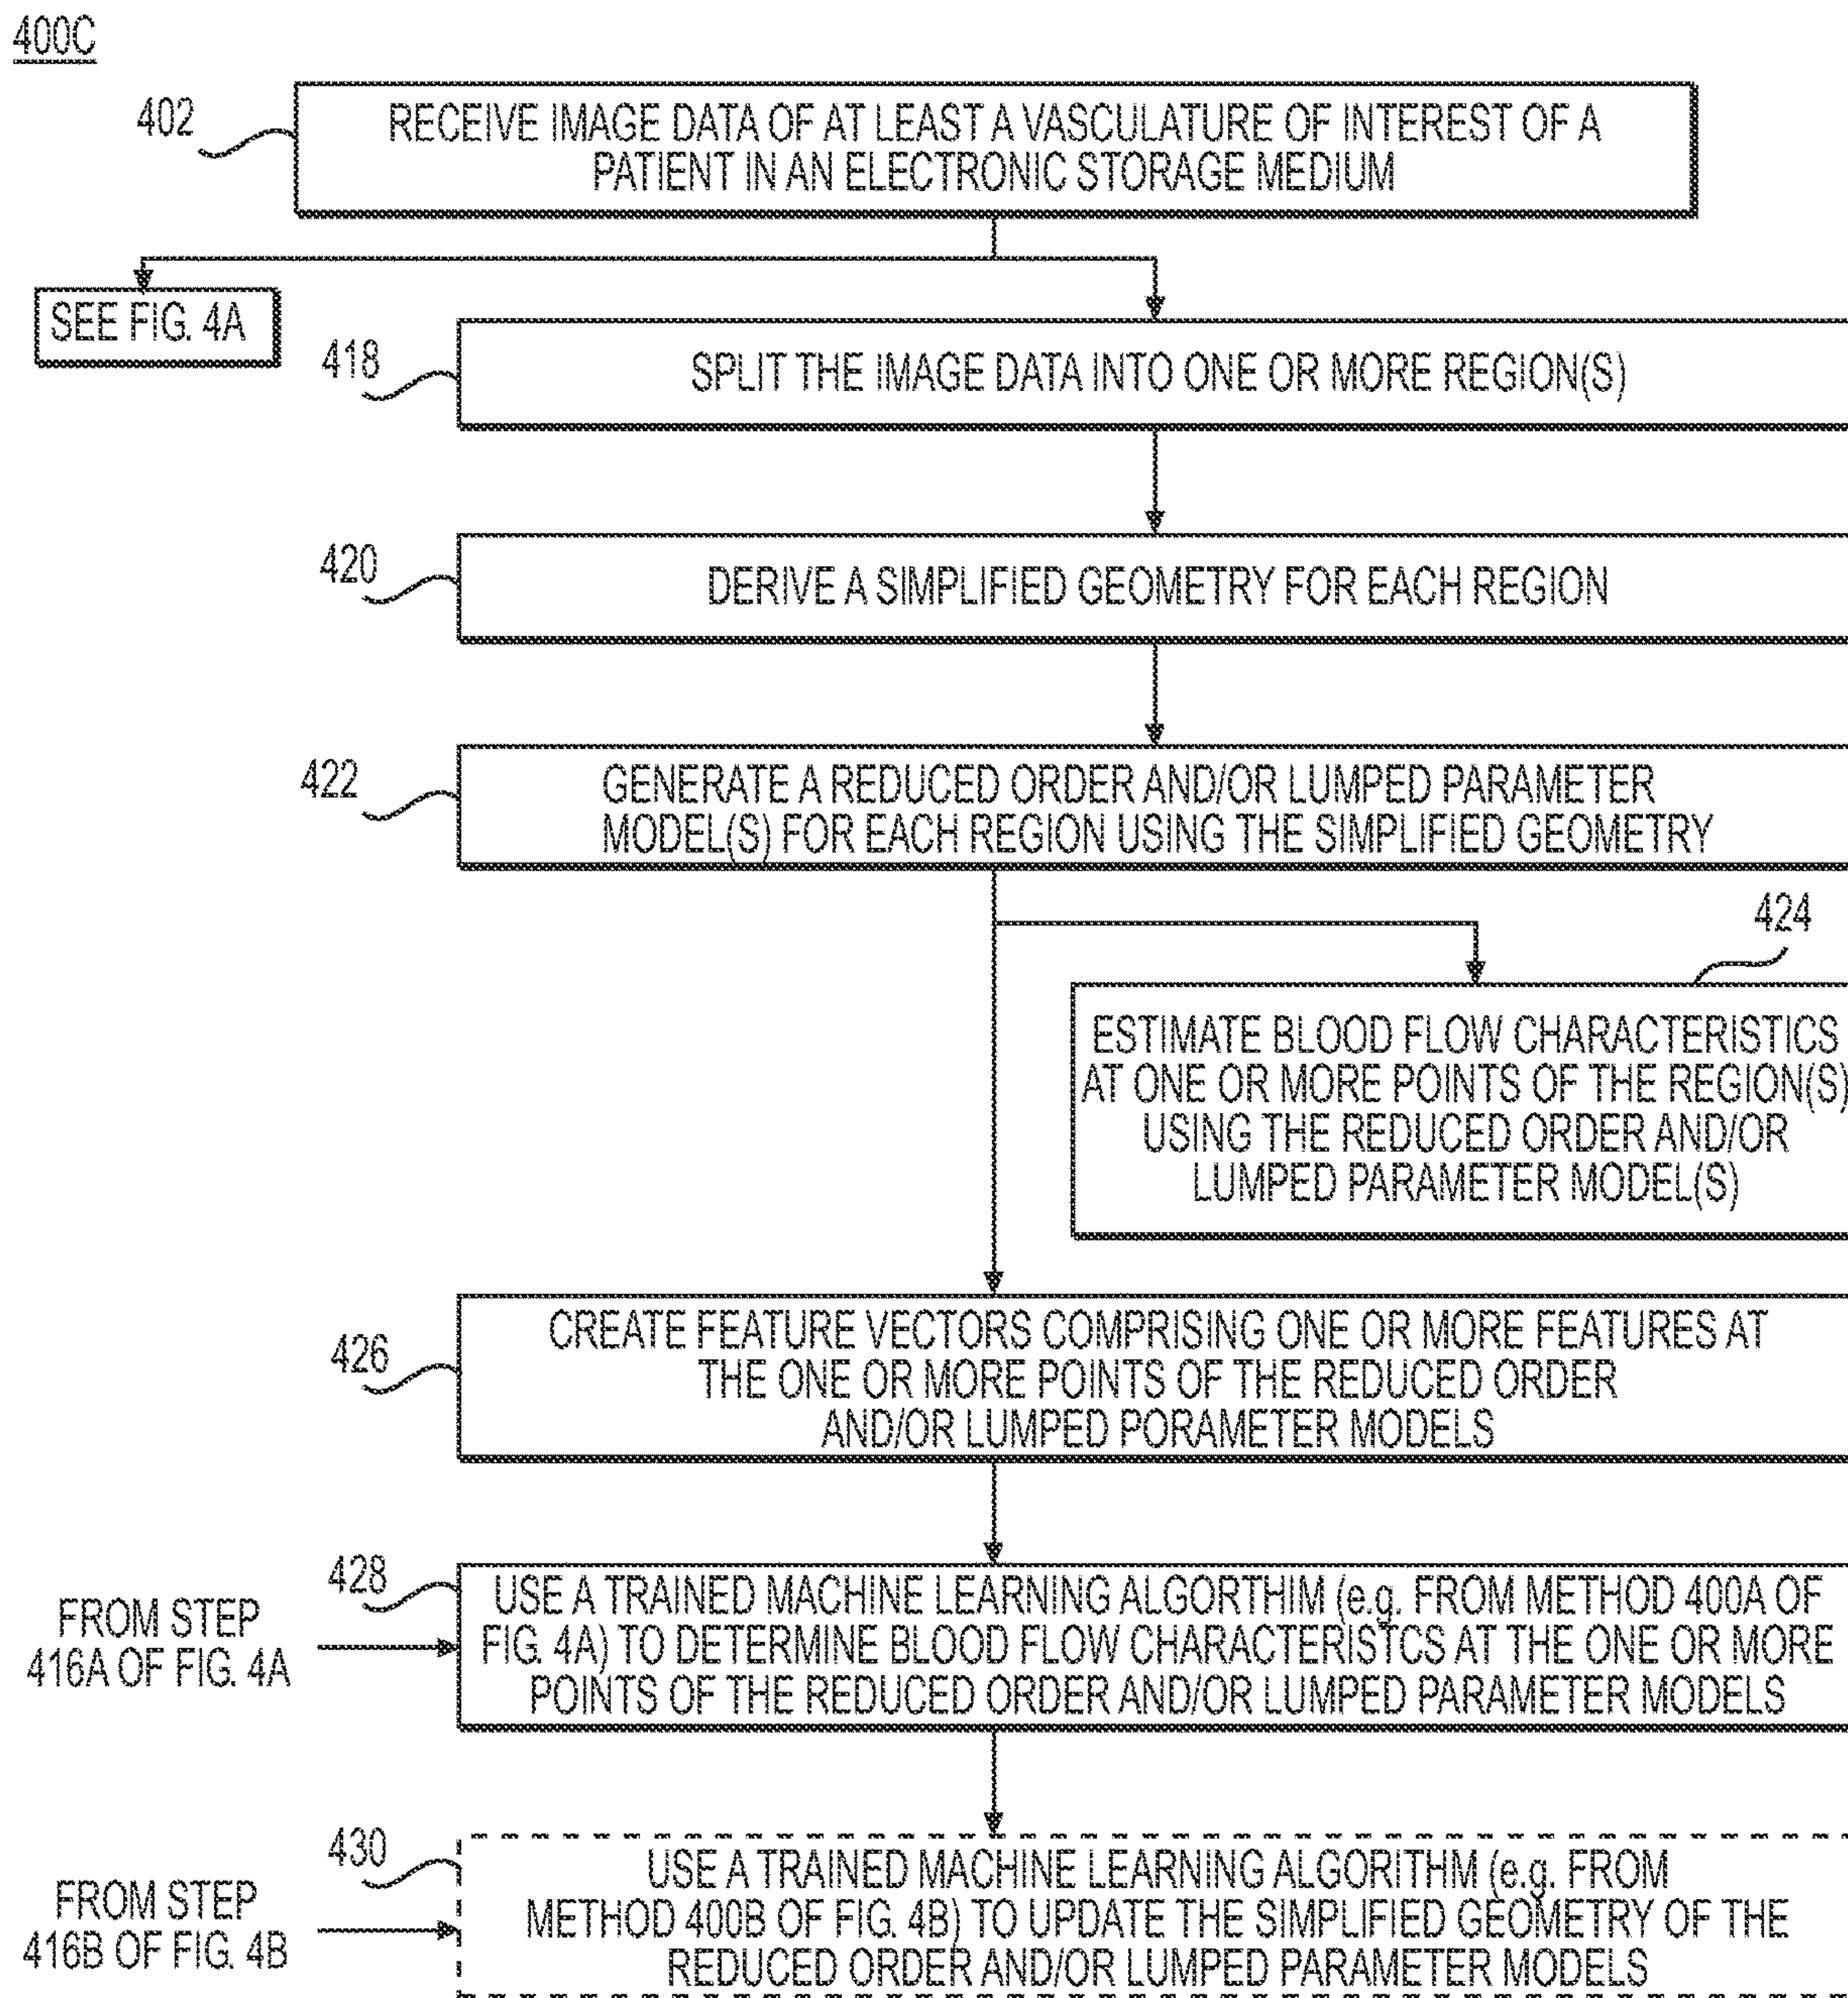 400C
402
RECEIVE IMAGE DATA OF AT LEAST A VASCULATURE OF INTEREST OF A
PATIENT IN AN ELECTRONIC STORAGE MEDIUM
SEE FIG. 4A
418
SPLIT THE IMAGE DATA INTO ONE OR MORE REGION(S)
420
DERIVE A SIMPLIFIED GEOMETRY FOR EACH REGION
422
GENERATE A REDUCED ORDER AND/OR LUMPED PARAMETER
MODEL(S) FOR EACH REGION USING THE SIMPLIFIED GEOMETRY
424
ESTIMATE BLOOD FLOW CHARACTERISTICS
AT ONE OR MORE POINTS OF THE REGION(S)
USING THE REDUCED ORDER AND/OR
LUMPED PARAMETER MODEL(S)
426
CREATE FEATURE VECTORS COMPRISING ONE OR MORE FEATURES AT
THE ONE OR MORE POINTS OF THE REDUCED ORDER
AND/OR LUMPED PORAMETER MODELS
428
FROM STEP
416A OF FIG. 4A
USE A TRAINED MACHINE LEARNING ALGORTHIM (e.g. FROM METHOD 400A OF
FIG. 4A) TO DETERMINE BLOOD FLOW CHARACTERISTCS AT THE ONE OR MORE
POINTS OF THE REDUCED ORDER AND/OR LUMPED PARAMETER MODELS
430
FROM STEP
416B OF FIG. 4B
USE A TRAINED MACHINE LEARNING ALGORITHM (e.g. FROM
METHOD 400B OF FIG. 4B) TO UPDATE THE SIMPLIFIED GEOMETRY OF THE
REDUCED ORDER AND/OR LUMPED PARAMETER MODELS